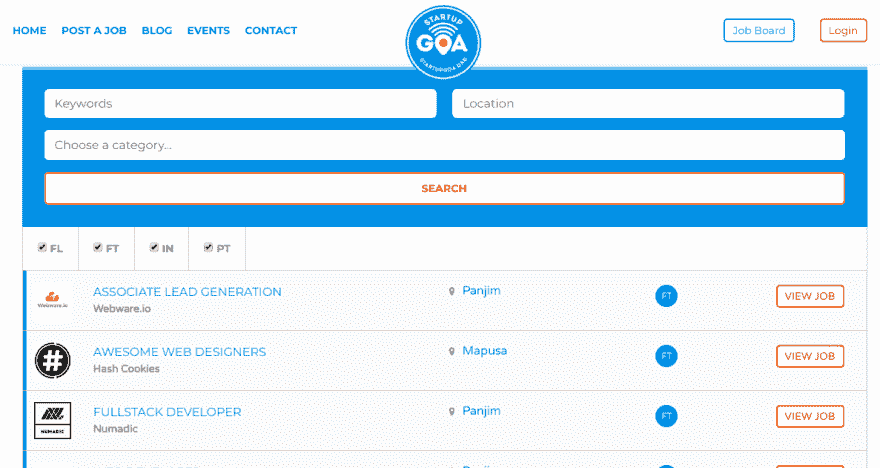 HOME POST A JOB BLOG EVENTS CONTACT
STARTUP
GOA
STARTUPGOA.ORG
Job Board
Login
Keywords
Location
Choose a category...
SEARCH
FL
FT
IN
PT
Webware.io
ASSOCIATE LEAD GENERATION
Webware.io
Panjim
FT
VIEW JOB
#
AWESOME WEB DESIGNERS
Hash Cookies
Mapusa
FT
VIEW JOB
NUMADIC
FULLSTACK DEVELOPER
Numadic
Panjim
FT
VIEW JOB